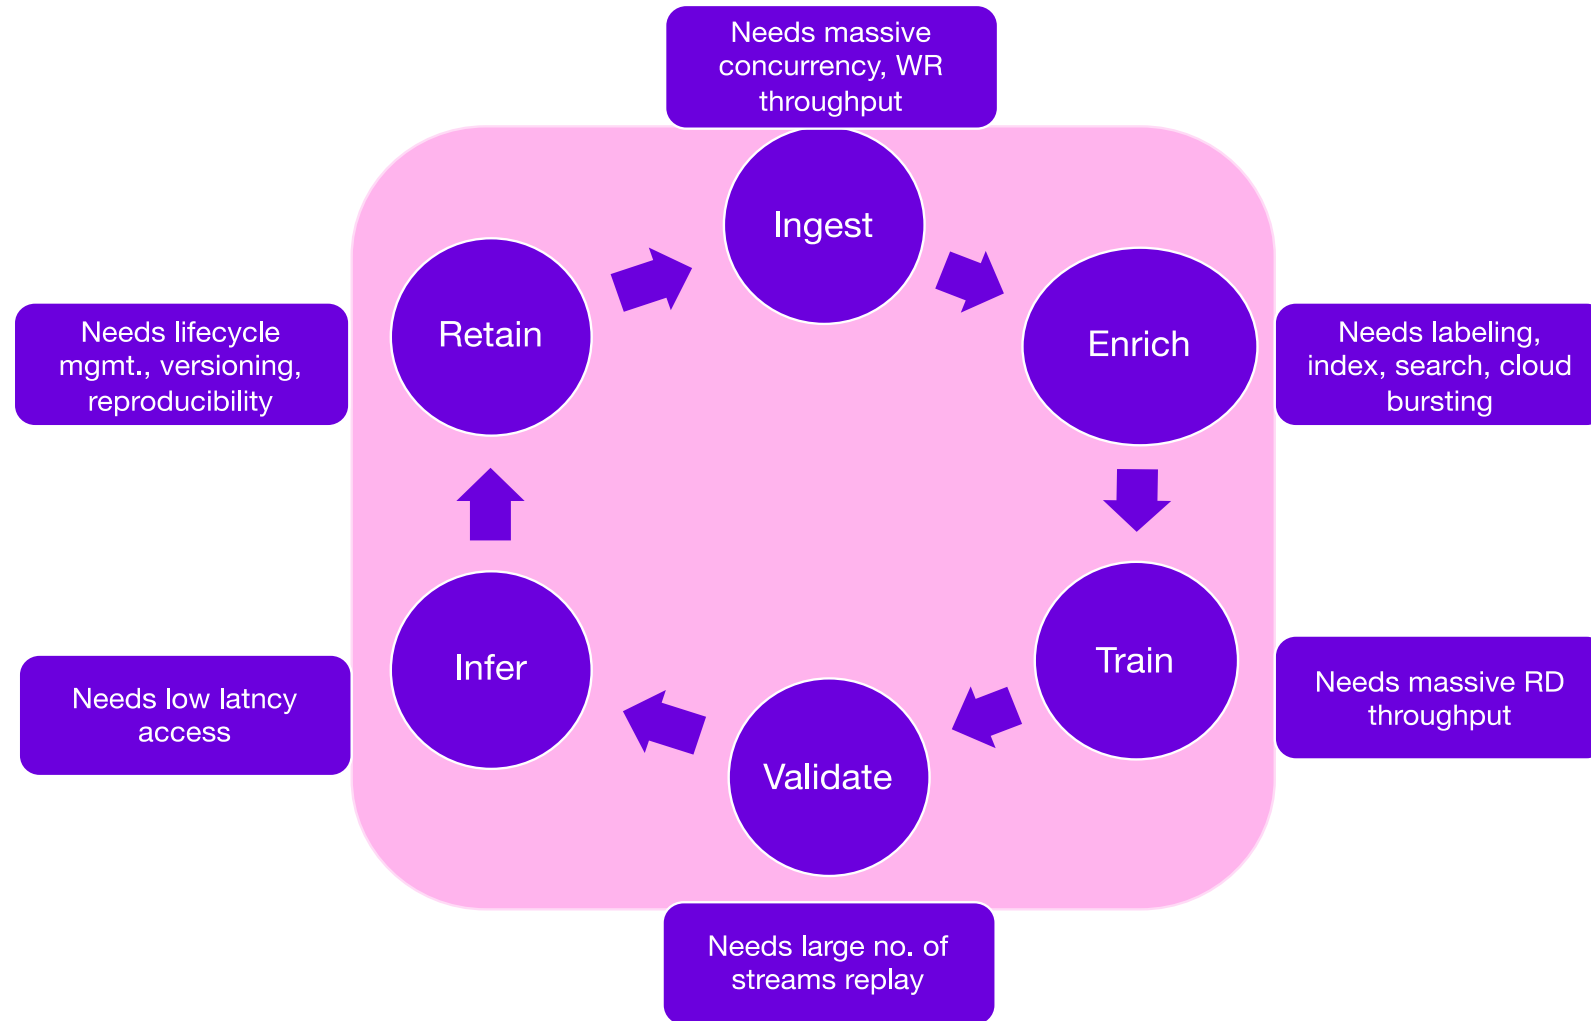 Needs massive
concurrency, WR
throughput
Ingest
Retain
Enrich
Needs lifecycle
mgmt., versioning,
reproducibility
Needs labeling,
index, search, cloud
bursting
Infer
Train
Needs low latncy
access
Needs massive RD
throughput
Validate
Needs large no. of
streams replay